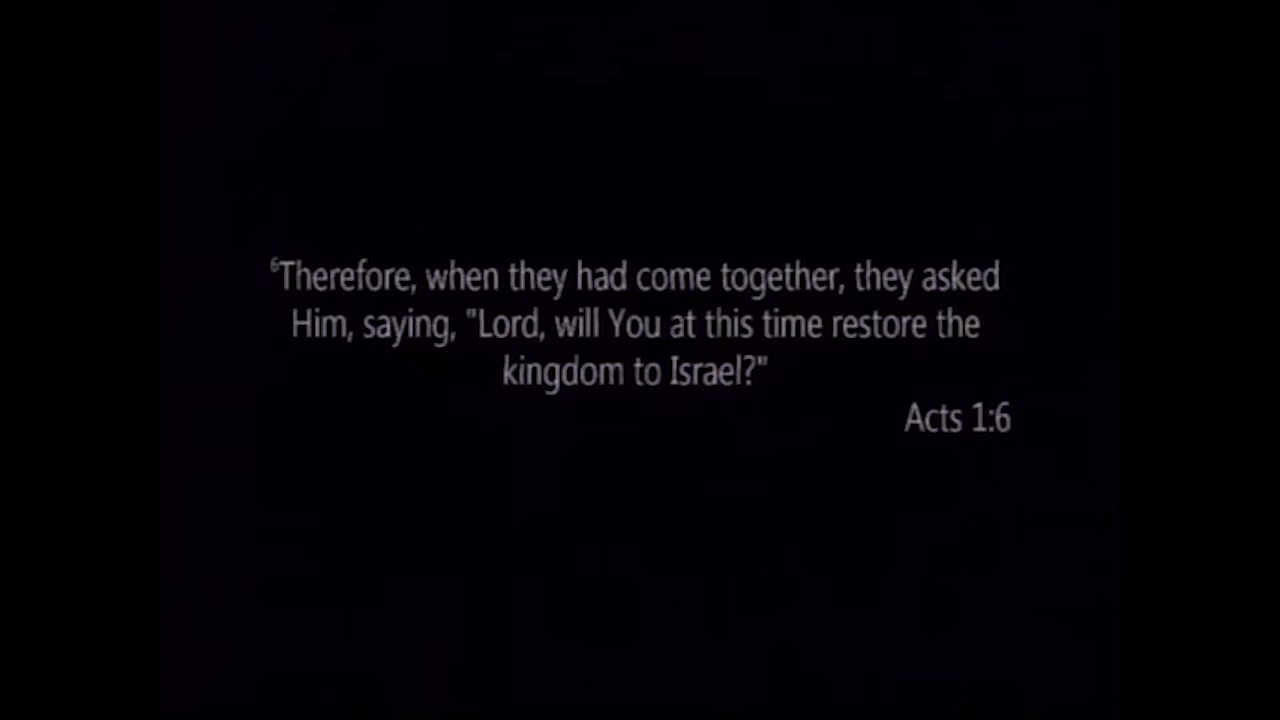 ⁶Therefore, when they had come together, they asked
Him, saying, "Lord, will You at this time restore the
kingdom to Israel?"
Acts 1:6